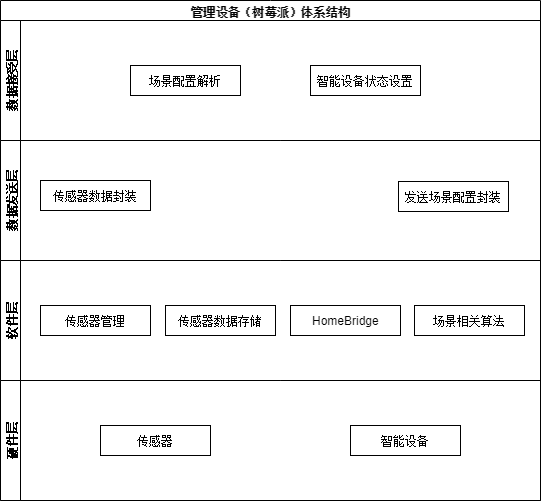 管理设备（树莓派）体系结构
数据接受层
场景配置解析
智能设备状态设置
数据发送层
传感器数据封装
发送场景配置封装
软件层
传感器管理
传感器数据存储
HomeBridge
场景相关算法
硬件层
传感器
智能设备